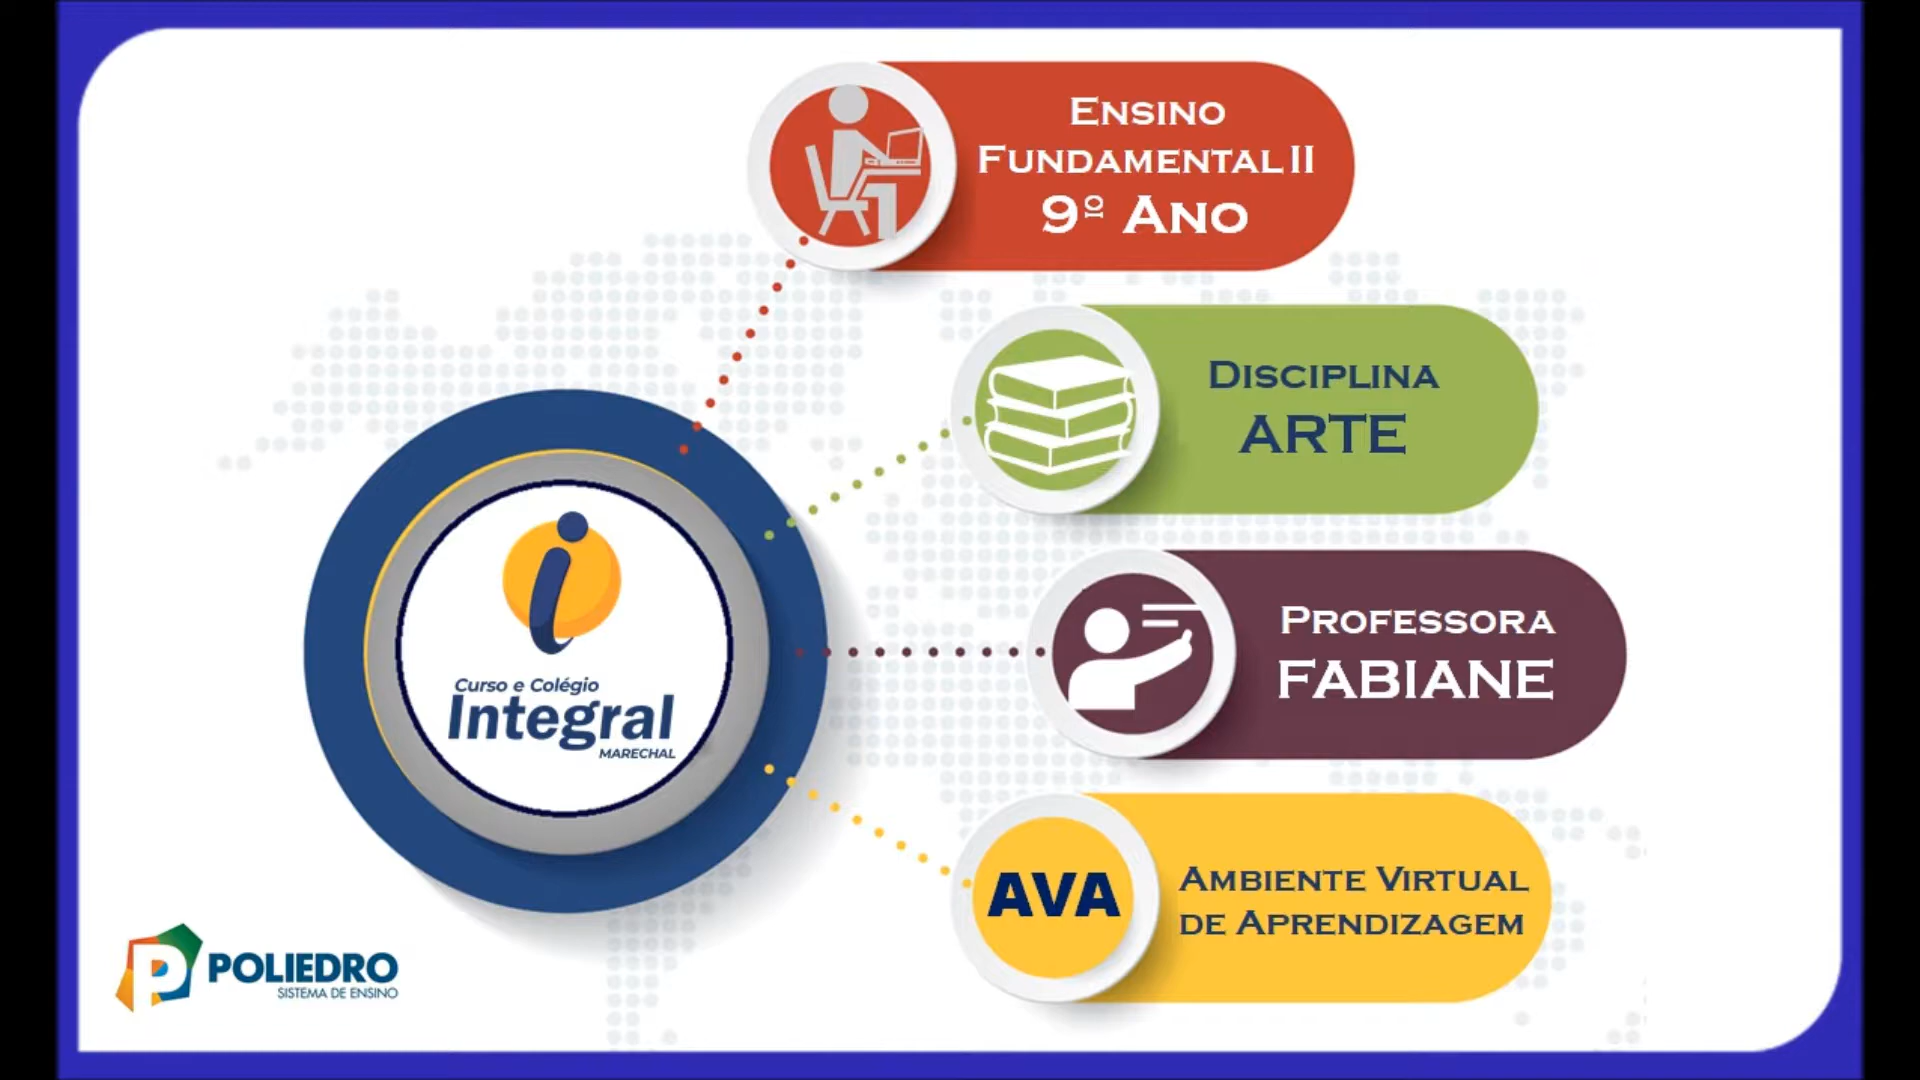 Ensino
Fundamental II
9º Ano
Disciplina
ARTE
Curso e Colégio
Integral
MARECHAL
Professora
FABIANE
AVA
Ambiente Virtual
de Aprendizagem
POLIEDRO
SISTEMA DE ENSINO